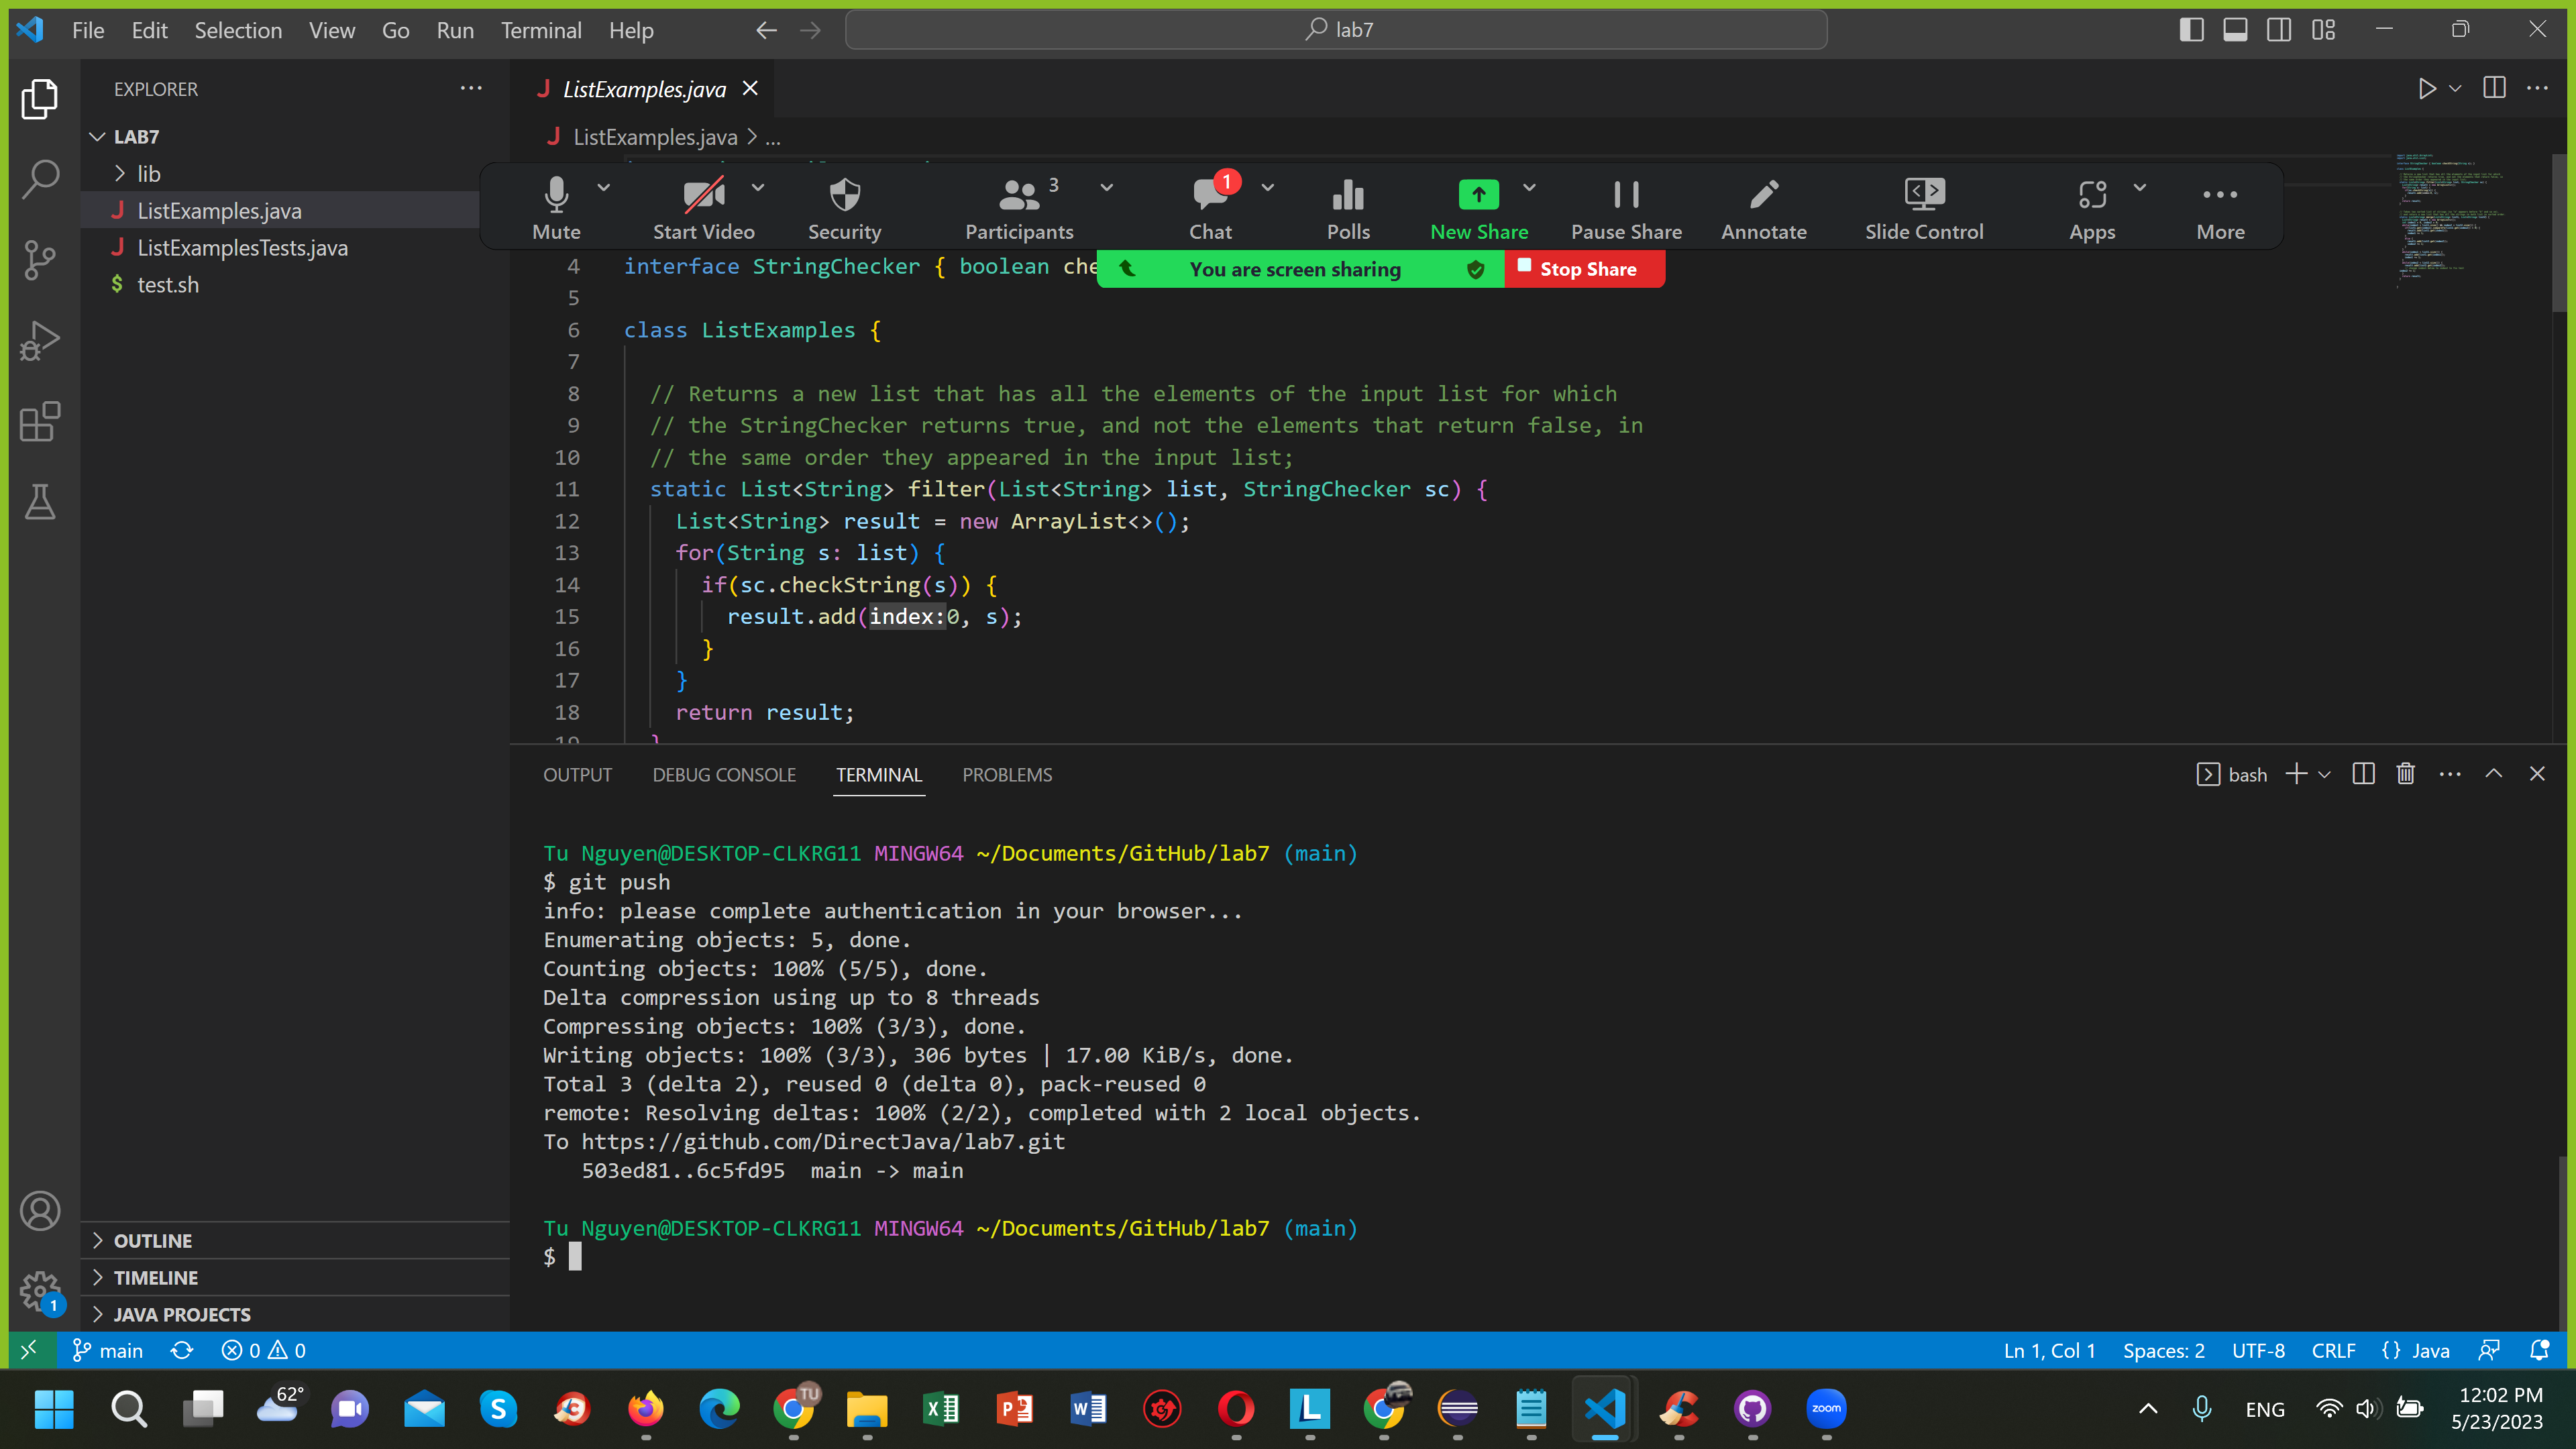 File Edit Selection View Go Run Terminal Help lab7
EXPLORER
LAB7
lib
ListExamples.java
ListExamplesTests.java
test.sh
OUTLINE
TIMELINE
JAVA PROJECTS
1
ListExamples.java
ListExamples.java > ...
Mute
Start Video
Security
3
Participants
1
Chat
Polls
New Share
Pause Share
Annotate
Slide Control
Apps
More
You are screen sharing
Stop Share
4 interface StringChecker { boolean che
5
6 class ListExamples {
7
8 // Returns a new list that has all the elements of the input list for which
9 // the StringChecker returns true, and not the elements that return false, in
10 // the same order they appeared in the input list;
11 static List<String> filter(List<String> list, StringChecker sc) {
12 List<String> result = new ArrayList<>();
13 for(String s: list) {
14 if(sc.checkString(s)) {
15 result.add(index:0, s);
16 }
17 }
18 return result;
19 }
OUTPUT DEBUG CONSOLE TERMINAL PROBLEMS
bash
Tu Nguyen@DESKTOP-CLKRG11 MINGW64 ~/Documents/GitHub/lab7 (main)
$ git push
info: please complete authentication in your browser...
Enumerating objects: 5, done.
Counting objects: 100% (5/5), done.
Delta compression using up to 8 threads
Compressing objects: 100% (3/3), done.
Writing objects: 100% (3/3), 306 bytes | 17.00 KiB/s, done.
Total 3 (delta 2), reused 0 (delta 0), pack-reused 0
remote: Resolving deltas: 100% (2/2), completed with 2 local objects.
To https://github.com/DirectJava/lab7.git
503ed81..6c5fd95 main -> main
Tu Nguyen@DESKTOP-CLKRG11 MINGW64 ~/Documents/GitHub/lab7 (main)
$
main 0 0
Ln 1, Col 1 Spaces: 2 UTF-8 CRLF {} Java
62°
TU
zoom
ENG
12:02 PM
5/23/2023